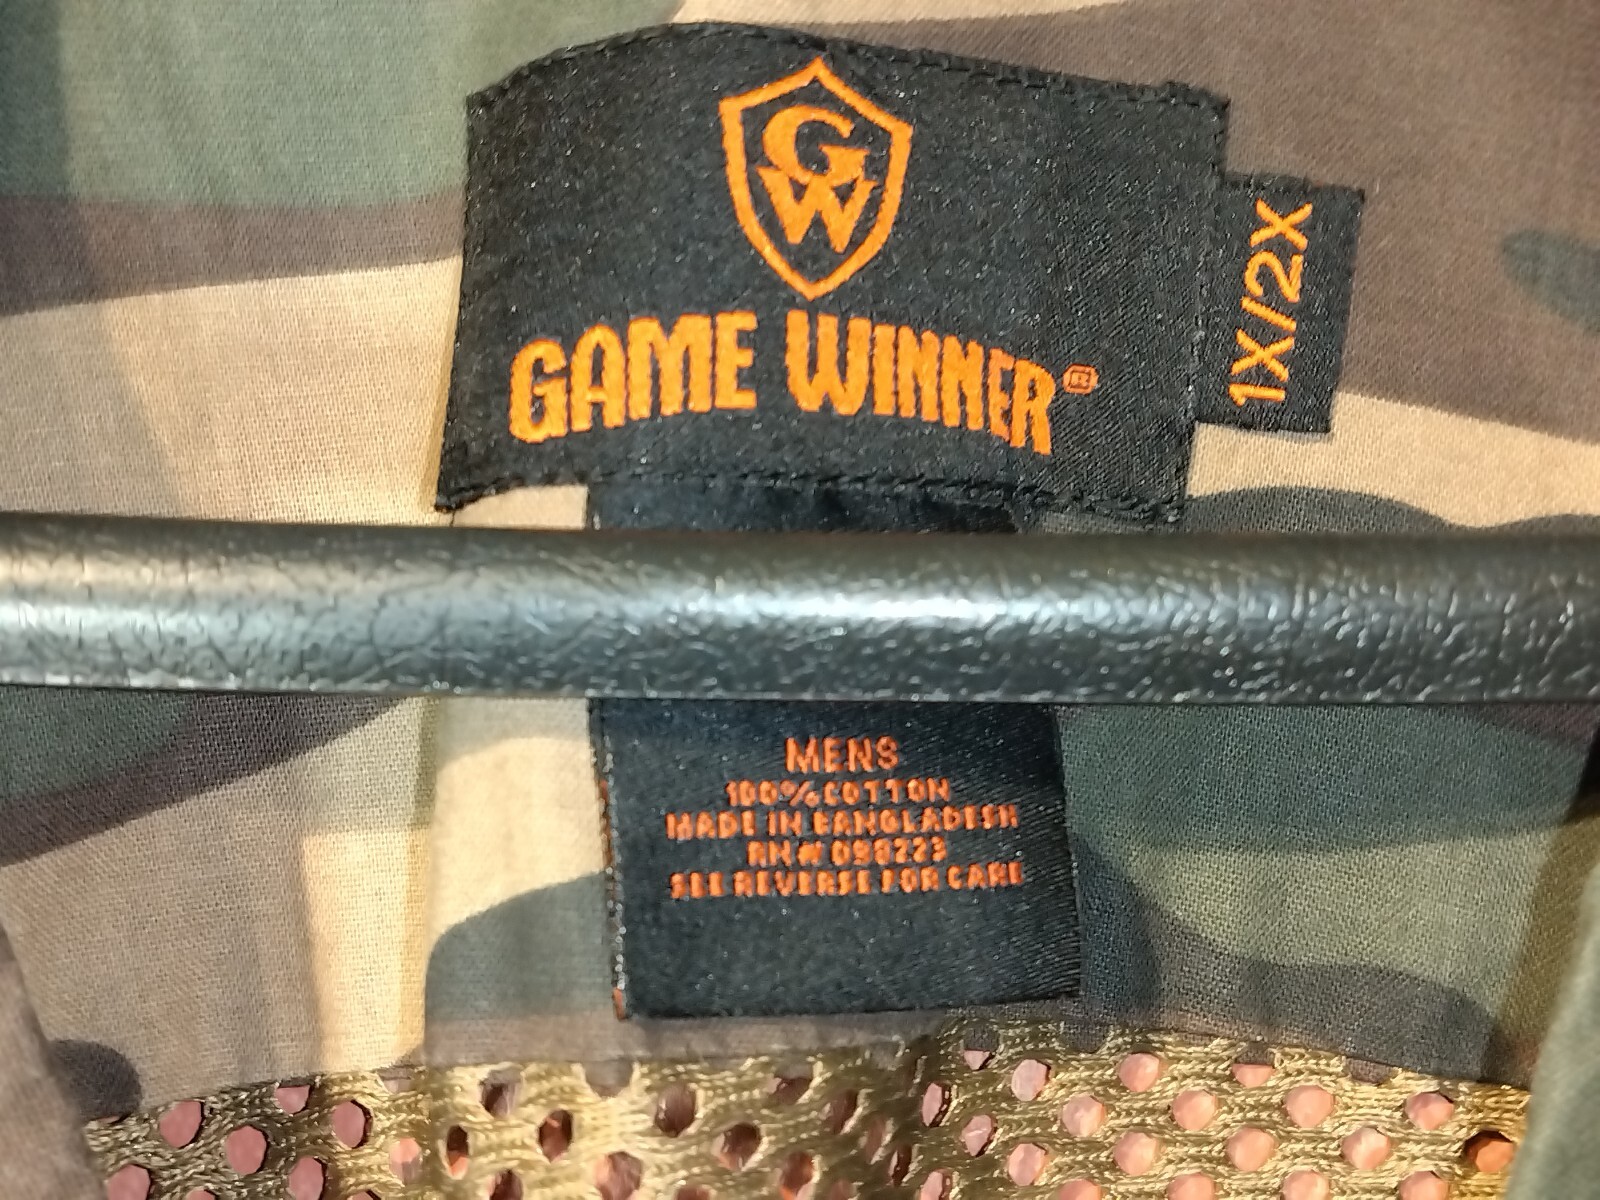 GW
GAME WINNER®
1X/2X
MENS
100% COTTON
MADE IN BANGLADESH
RN# 098223
SEE REVERSE FOR CARE